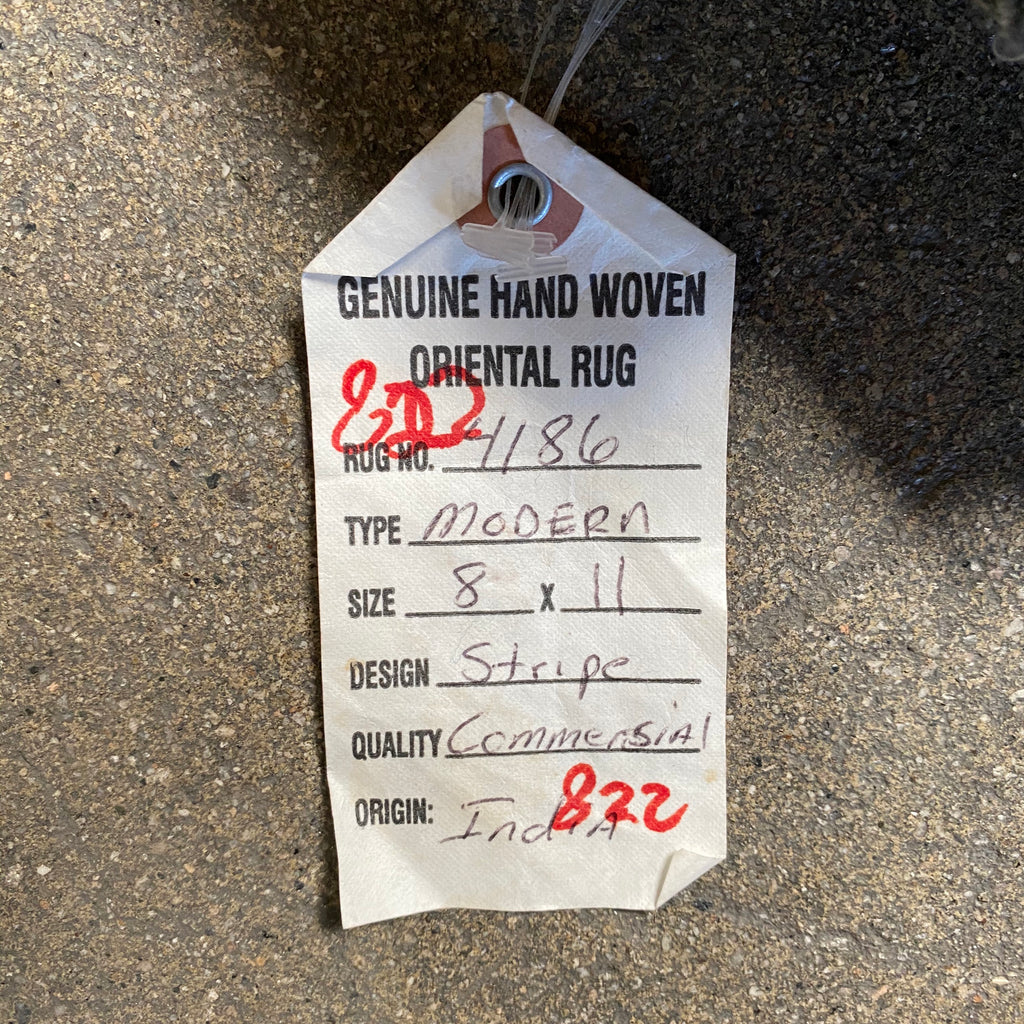 GENUINE HAND WOVEN
ORIENTAL RUG
RUG NO. 4186
TYPE MODERN
SIZE 8 X 11
DESIGN Stripe
QUALITY Commersial
ORIGIN: IndiA
822